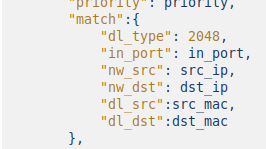 "priority": priority,
"match":{
"dl_type": 2048,
"in_port": in_port,
"nw_src": src_ip,
"nw_dst": dst_ip
"dl_src":src_mac,
"dl_dst":dst_mac
},